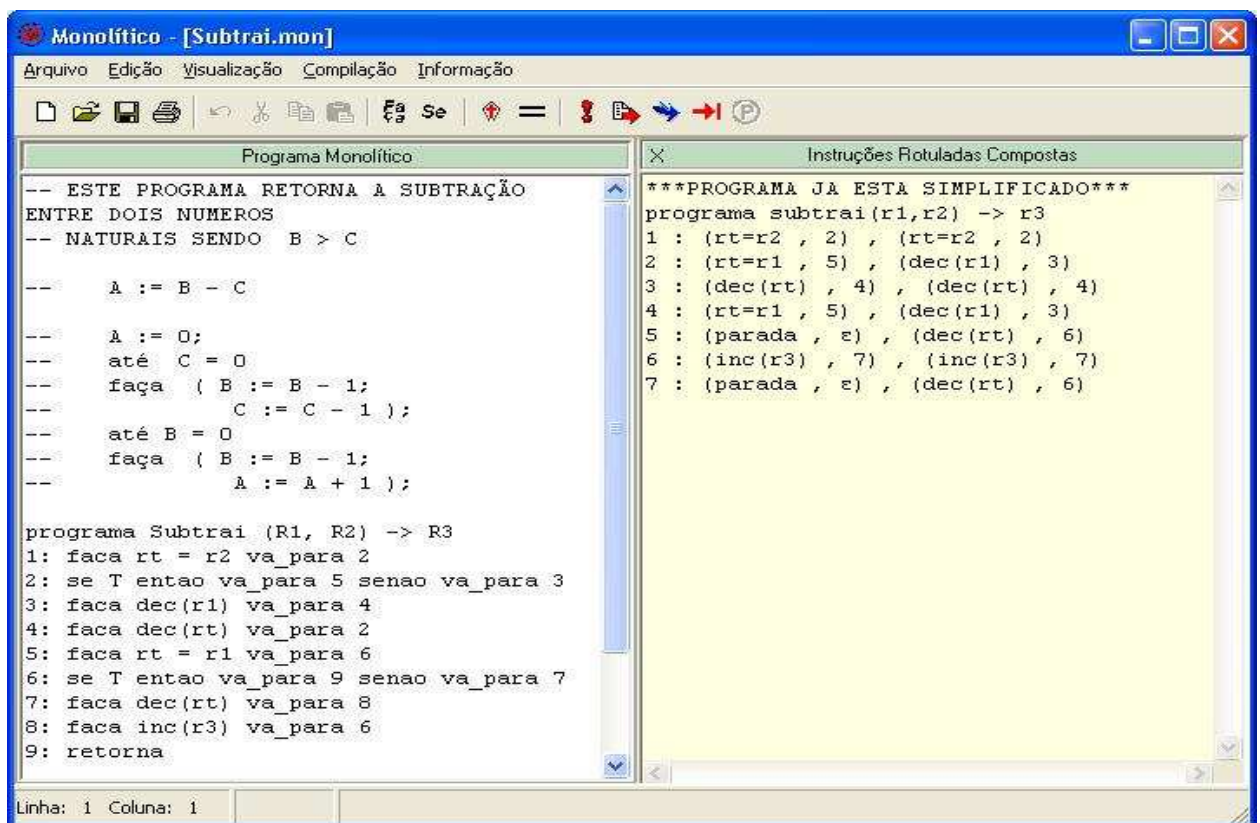 Monolítico - [Subtrai.mon]
Arquivo Edição Visualização Compilação Informação
Se
Programa Monolítico
-- ESTE PROGRAMA RETORNA A SUBTRAÇÃO
ENTRE DOIS NUMEROS
-- NATURAIS SENDO B > C
-- A := B - C
-- A := 0;
-- até C = 0
-- faça ( B := B - 1;
-- C := C - 1 );
-- até B = 0
-- faça ( B := B - 1;
-- A := A + 1 );
programa Subtrai (R1, R2) -> R3
1: faca rt = r2 va_para 2
2: se T entao va_para 5 senao va_para 3
3: faca dec(r1) va_para 4
4: faca dec(rt) va_para 2
5: faca rt = r1 va_para 6
6: se T entao va_para 9 senao va_para 7
7: faca dec(rt) va_para 8
8: faca inc(r3) va_para 6
9: retorna
X Instruções Rotuladas Compostas
***PROGRAMA JA ESTA SIMPLIFICADO***
programa subtrai(r1,r2) -> r3
1 : (rt=r2 , 2) , (rt=r2 , 2)
2 : (rt=r1 , 5) , (dec(r1) , 3)
3 : (dec(rt) , 4) , (dec(rt) , 4)
4 : (rt=r1 , 5) , (dec(r1) , 3)
5 : (parada , ε) , (dec(rt) , 6)
6 : (inc(r3) , 7) , (inc(r3) , 7)
7 : (parada , ε) , (dec(rt) , 6)
Linha: 1 Coluna: 1